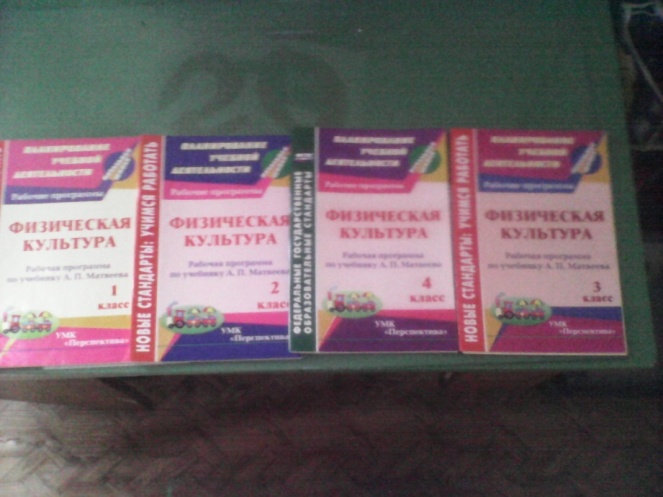 ПЛАНИРОВАНИЕ
УЧЕБНОЙ
ДЕЯТЕЛЬНОСТИ
Рабочие программы
ФИЗИЧЕСКАЯ
КУЛЬТУРА
Рабочая программа
по учебнику А. П. Матвеева
1
класс
УМК
«Перспектива»
НОВЫЕ СТАНДАРТЫ: УЧИМСЯ РАБОТАТЬ
ПЛАНИРОВАНИЕ
УЧЕБНОЙ
ДЕЯТЕЛЬНОСТИ
Рабочие программы
ФИЗИЧЕСКАЯ
КУЛЬТУРА
Рабочая программа
по учебнику А. П. Матвеева
2
класс
УМК
«Перспектива»
ФЕДЕРАЛЬНЫЕ ГОСУДАРСТВЕННЫЕ
ОБРАЗОВАТЕЛЬНЫЕ СТАНДАРТЫ
ПЛАНИРОВАНИЕ
УЧЕБНОЙ
ДЕЯТЕЛЬНОСТИ
Рабочие программы
ФИЗИЧЕСКАЯ
КУЛЬТУРА
Рабочая программа
по учебнику А. П. Матвеева
4
класс
УМК
«Перспектива»
НОВЫЕ СТАНДАРТЫ: УЧИМСЯ РАБОТАТЬ
ПЛАНИРОВАНИЕ
УЧЕБНОЙ
ДЕЯТЕЛЬНОСТИ
Рабочие программы
ФИЗИЧЕСКАЯ
КУЛЬТУРА
Рабочая программа
по учебнику А. П. Матвеева
3
класс
УМК
«Перспектива»